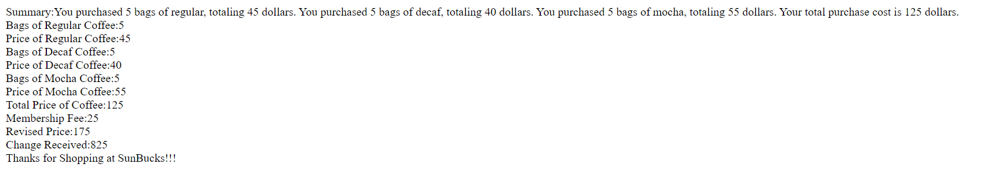 Summary:You purchased 5 bags of regular, totaling 45 dollars. You purchased 5 bags of decaf, totaling 40 dollars. You purchased 5 bags of mocha, totaling 55 dollars. Your total purchase cost is 125 dollars.
Bags of Regular Coffee:5
Price of Regular Coffee:45
Bags of Decaf Coffee:5
Price of Decaf Coffee:40
Bags of Mocha Coffee:5
Price of Mocha Coffee:55
Total Price of Coffee:125
Membership Fee:25
Revised Price:175
Change Received:825
Thanks for Shopping at SunBucks!!!